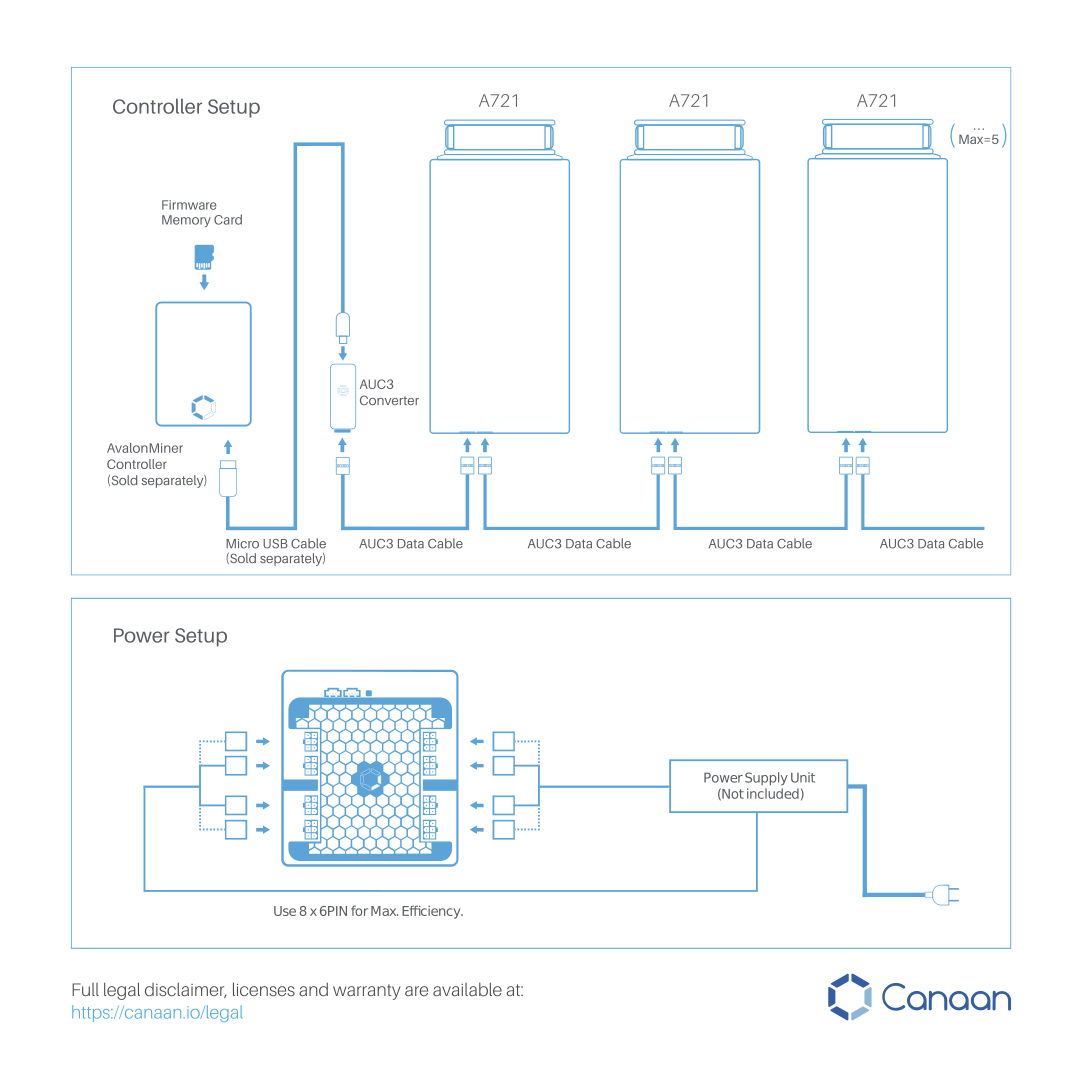 Controller Setup
A721
A721
A721
( ... Max=5 )
Firmware
Memory Card
AUC3
Converter
AvalonMiner
Controller
(Sold separately)
Micro USB Cable
(Sold separately)
AUC3 Data Cable
AUC3 Data Cable
AUC3 Data Cable
AUC3 Data Cable
Power Setup
Power Supply Unit
(Not included)
Use 8 x 6PIN for Max. Efficiency.
Full legal disclaimer, licenses and warranty are available at:
https://canaan.io/legal
Canaan